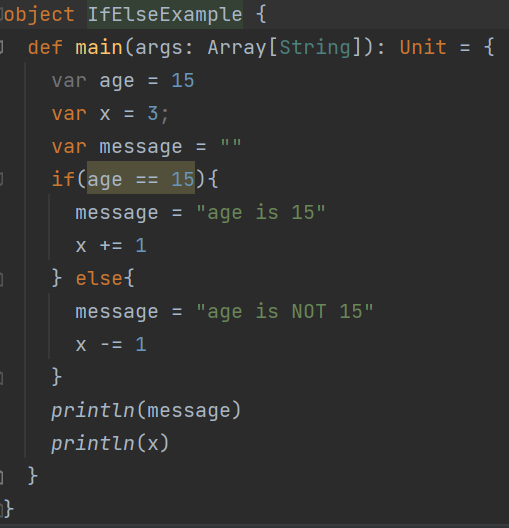 object IfElseExample {
  def main(args: Array[String]): Unit = {
    var age = 15
    var x = 3;
    var message = ""
    if(age == 15){
      message = "age is 15"
      x += 1
    } else{
      message = "age is NOT 15"
      x -= 1
    }
    println(message)
    println(x)
  }
}